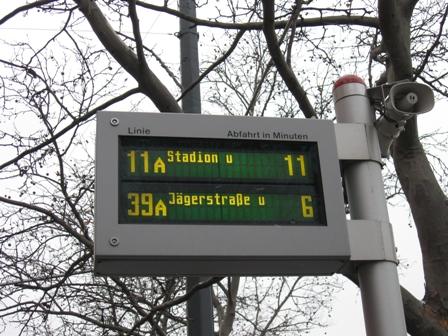 Linie Abfahrt in Minuten
11A Stadion u 11
39A Jägerstraße u 6